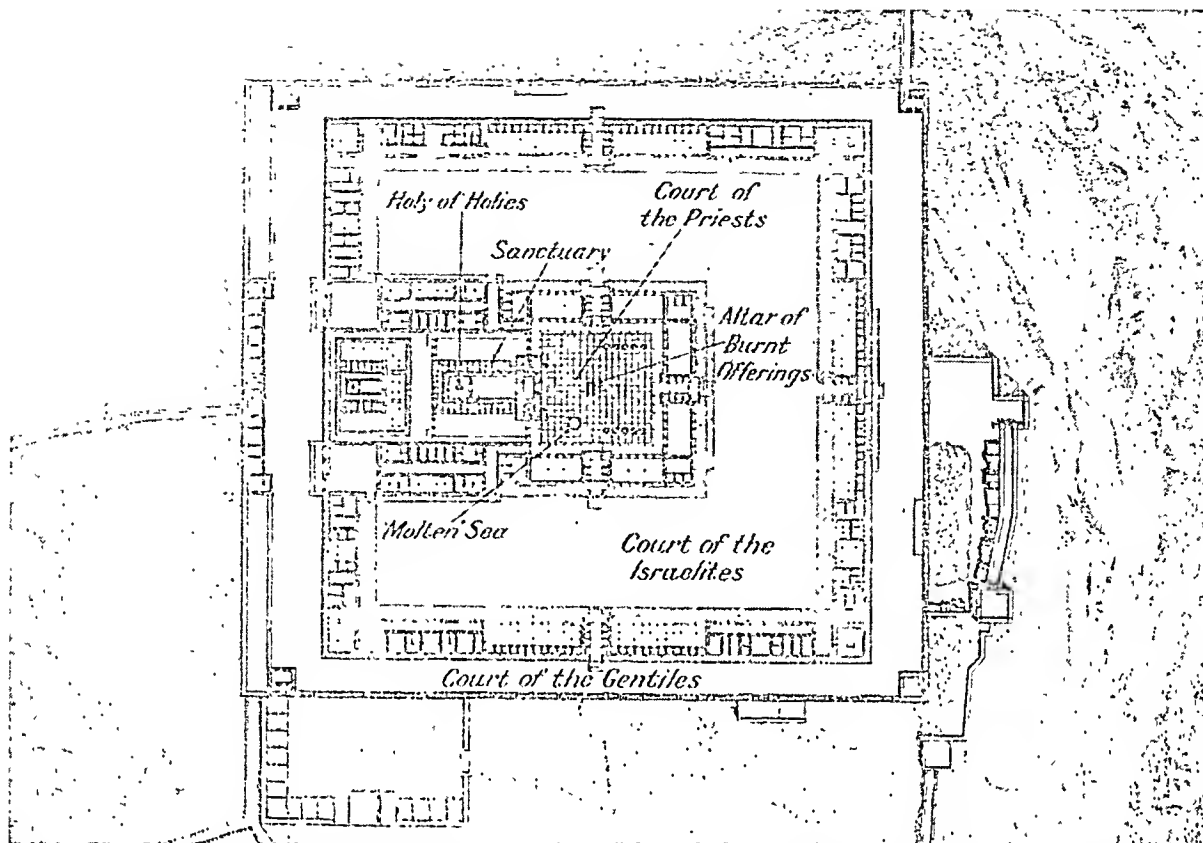 Holy of Holies
Court of
the Priests
Sanctuary
Altar of
Burnt
Offerings
Molten Sea
Court of the
Israelites
Court of the Gentiles